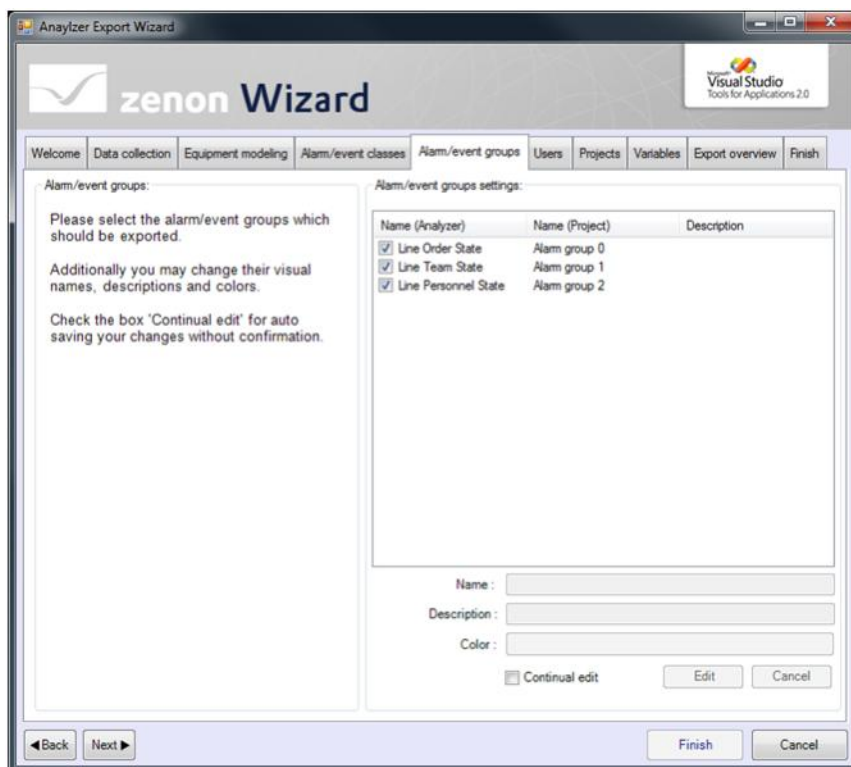 Anaylzer Export Wizard
zenon Wizard
Microsoft
Visual Studio
Tools for Applications 2.0
Welcome Data collection Equipment modeling Alarm/event classes Alarm/event groups Users Projects Variables Export overview Finish
Alarm/event groups:
Please select the alarm/event groups which
should be exported.
Additionally you may change their visual
names, descriptions and colors.
Check the box 'Continual edit' for auto
saving your changes without confirmation.
Alarm/event groups settings:
Name (Analyzer) Name (Project) Description
Line Order State Alarm group 0
Line Team State Alarm group 1
Line Personnel State Alarm group 2
Name :
Description :
Color :
Continual edit Edit Cancel
Back Next Finish Cancel